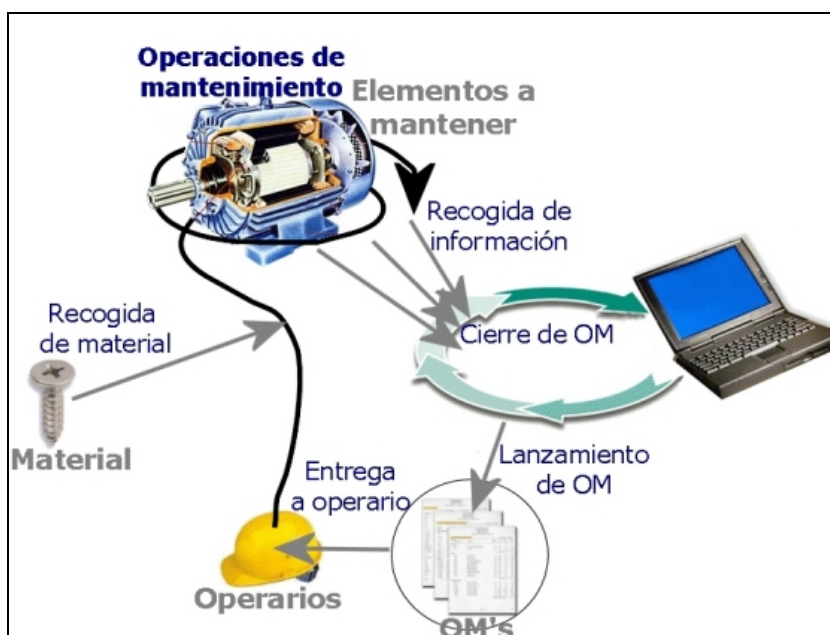 Operaciones de
mantenimiento
Elementos a
mantener
Recogida de
información
Recogida
de material
Cierre de OM
Material
Entrega
a operario
Lanzamiento
de OM
Operarios
OM's